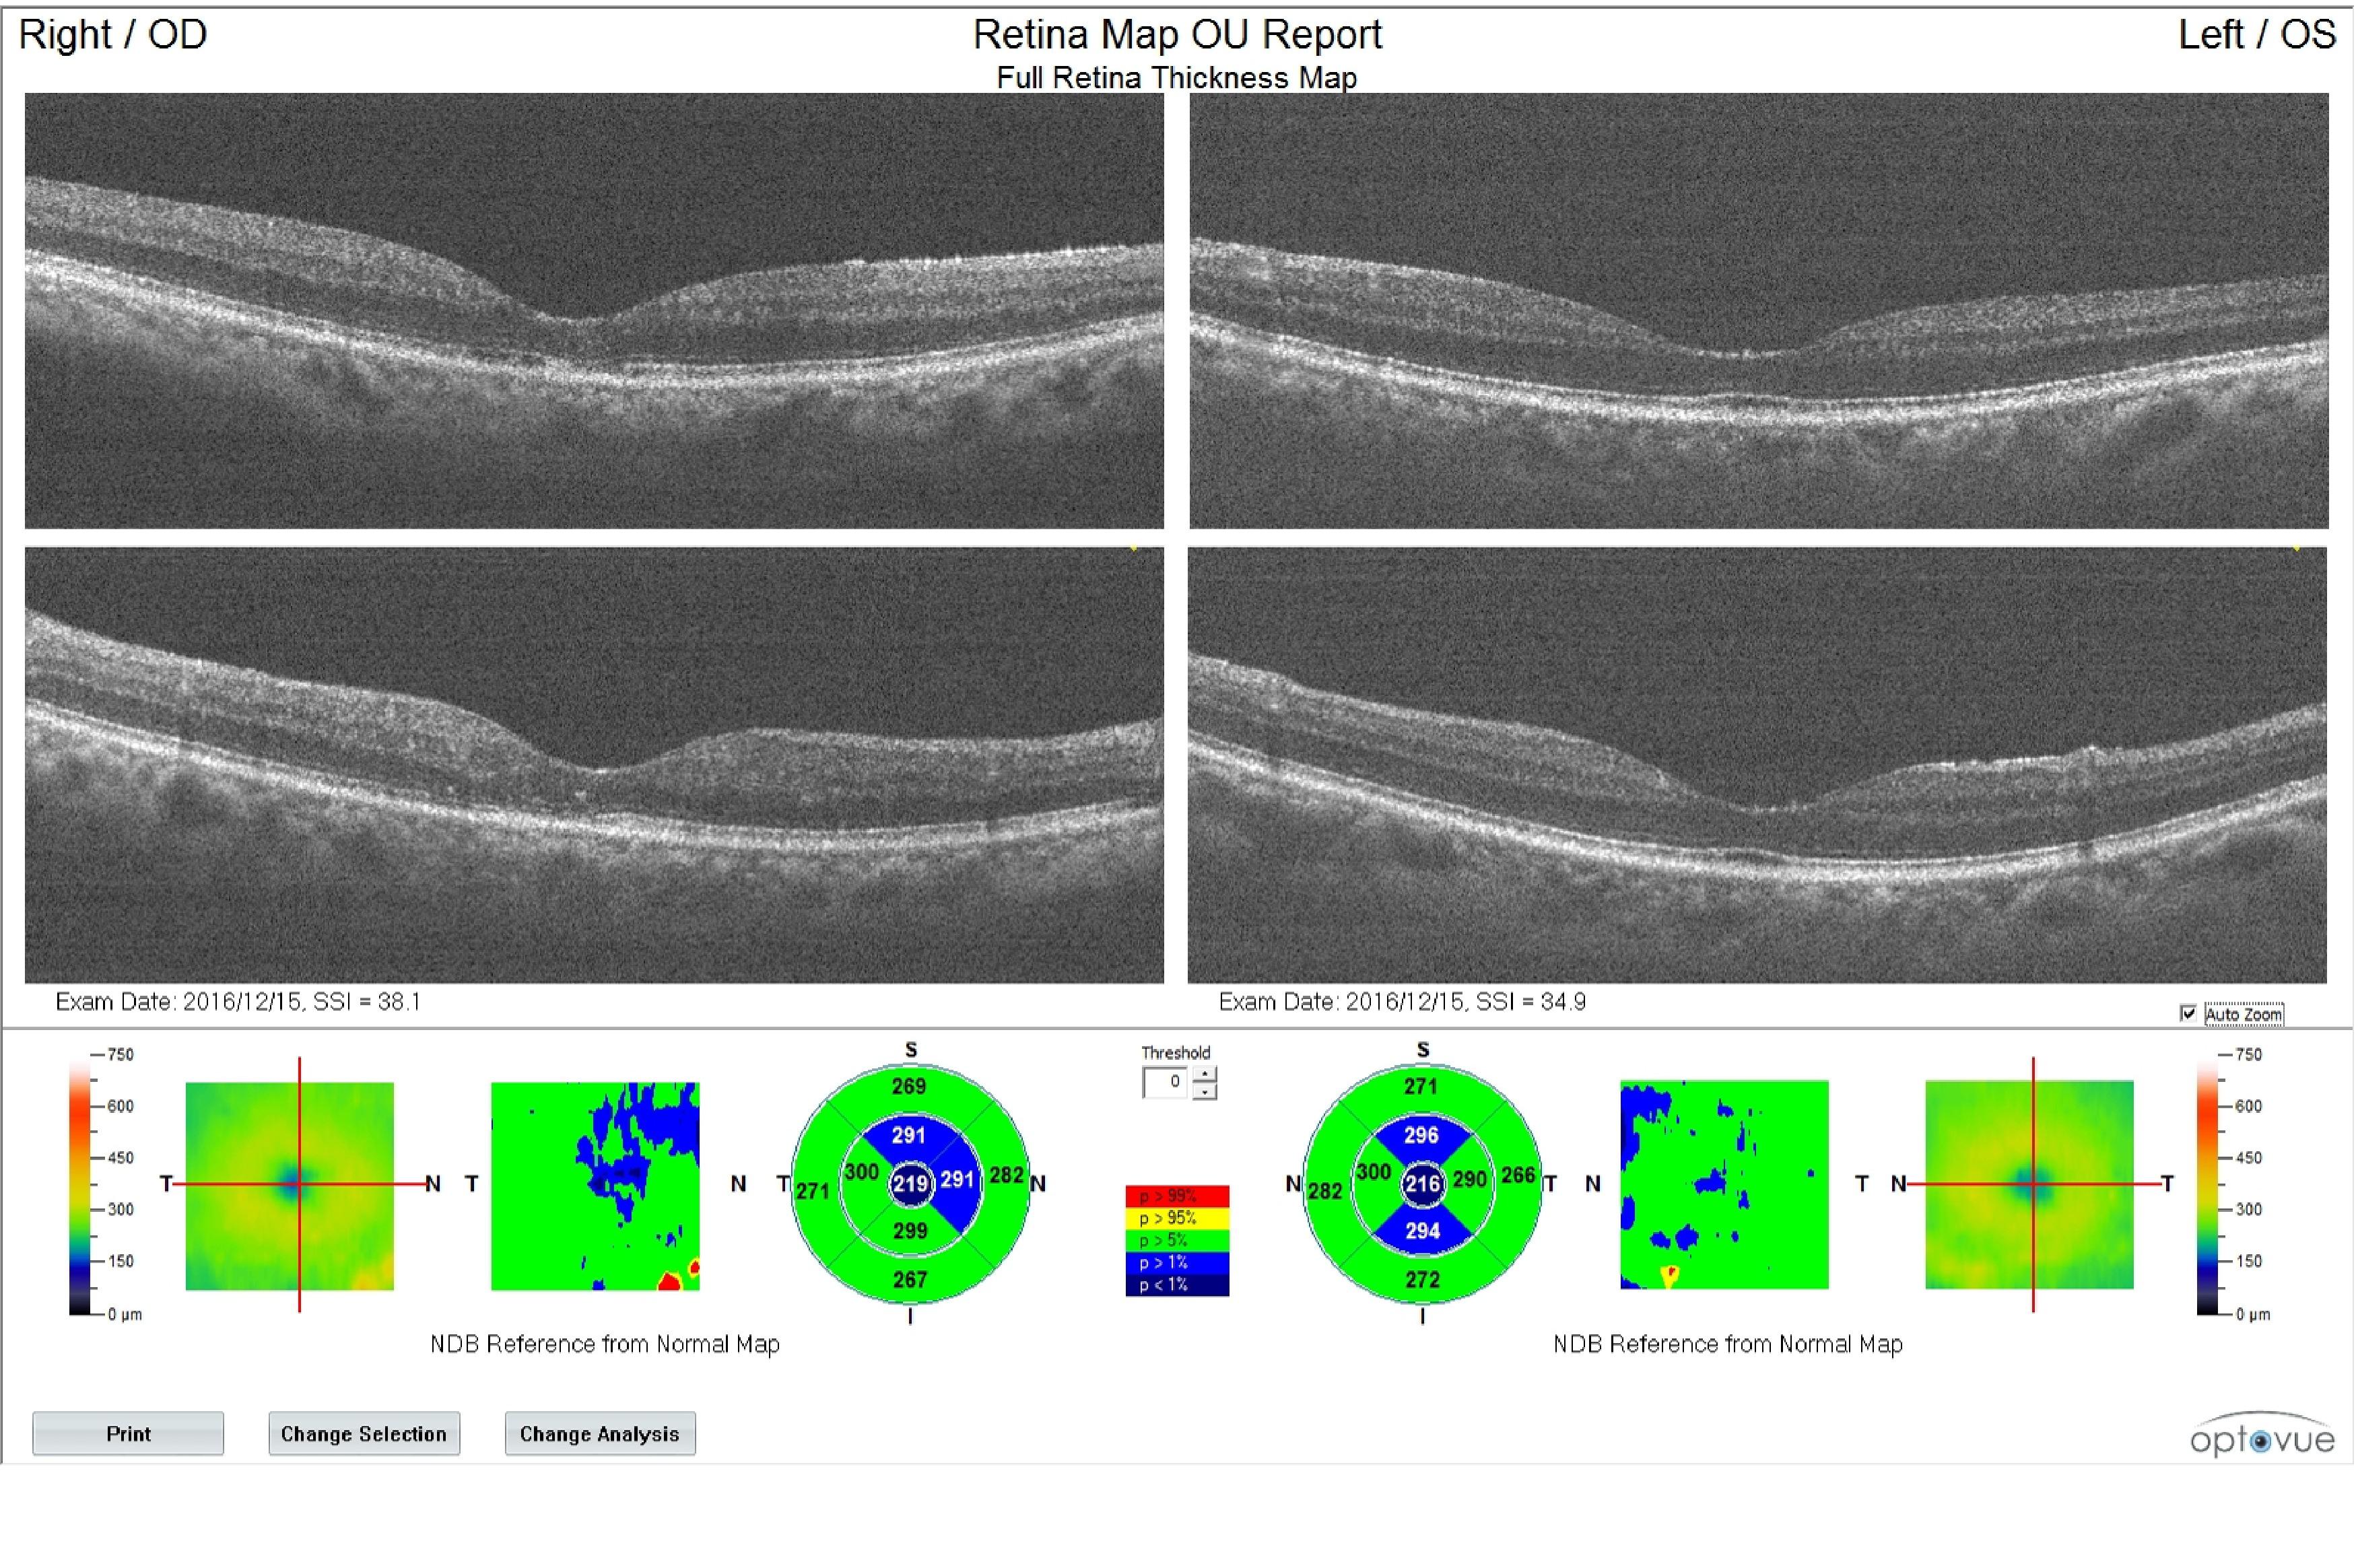 Right / OD
Retina Map OU Report
Left / OS
Full Retina Thickness Map
Exam Date: 2016/12/15, SSI = 38.1
Exam Date: 2016/12/15, SSI = 34.9
Auto Zoom
750
600
450
300
150
0 µm
T
N
T
N
S
269
291
T
271
300
219
291
282
N
299
267
I
NDB Reference from Normal Map
Threshold
0
p > 99%
p > 95%
p > 5%
p > 1%
p < 1%
S
271
296
N
282
300
216
290
266
T
294
272
I
N
T
N
T
NDB Reference from Normal Map
750
600
450
300
150
0 µm
Print
Change Selection
Change Analysis
optovue